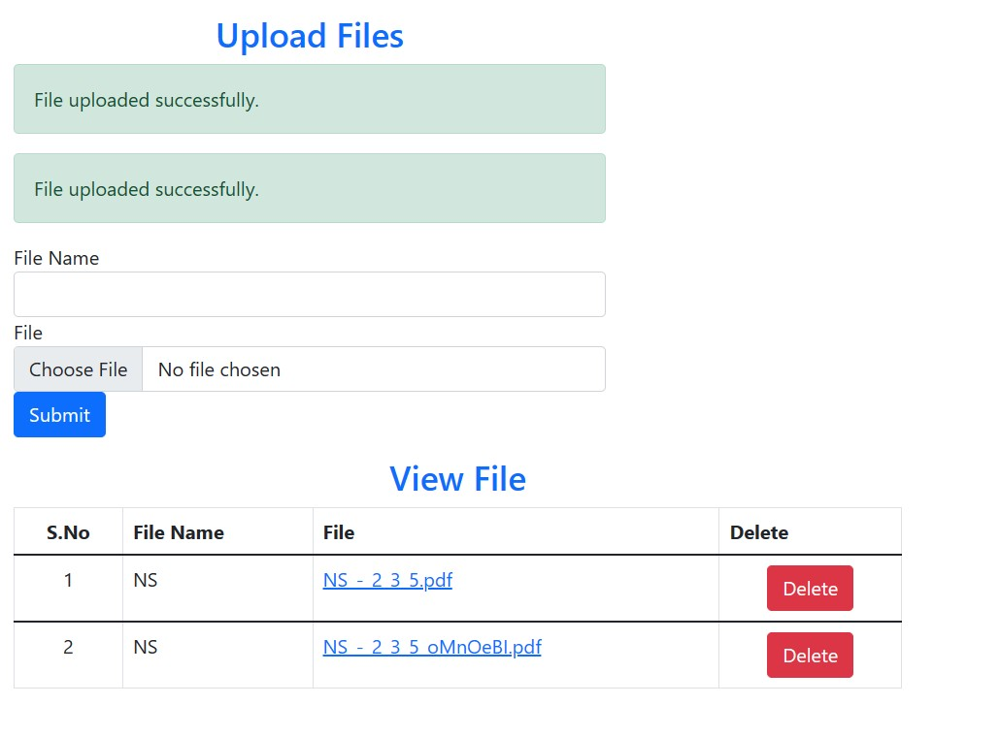 Upload Files
File uploaded successfully.
File uploaded successfully.
File Name
File
Choose File No file chosen
Submit
View File
S.No File Name File Delete
1 NS NS_-_2_3_5.pdf Delete
2 NS NS_-_2_3_5_oMnOeBI.pdf Delete